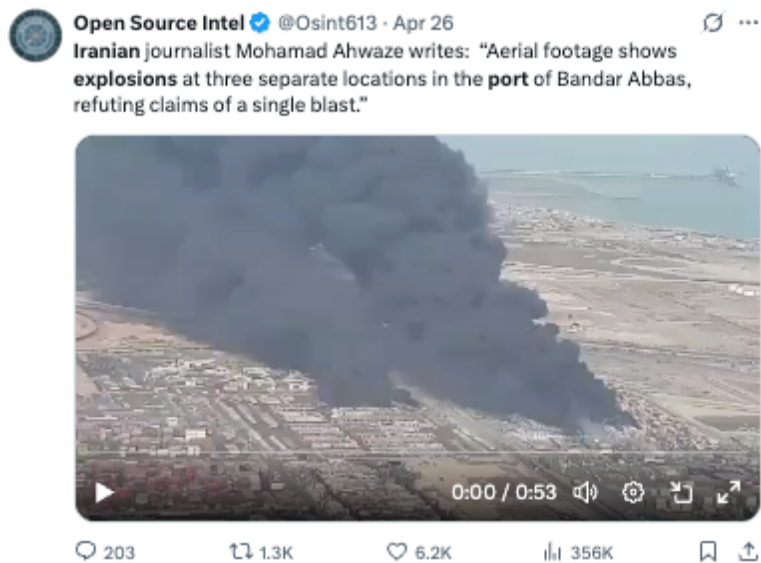 Open Source Intel @Osint613 · Apr 26
Iranian journalist Mohamad Ahwaze writes: “Aerial footage shows
explosions at three separate locations in the port of Bandar Abbas,
refuting claims of a single blast.”
0:00 / 0:53
203 1.3K 6.2K 356K